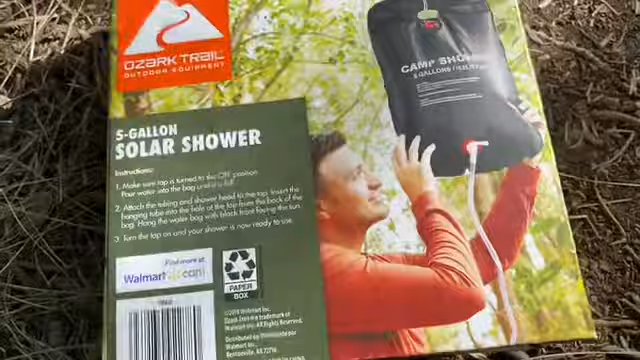 OZARK TRAIL
OUTDOOR EQUIPMENT
CAMP SHOWER
5 GALLONS
5-GALLON
SOLAR SHOWER
Instructions:
1. Make sure tap is turned to the OFF position.
Pour water into the bag until it is full.
2. Attach the tubing and shower head to the tap. Insert the
hanging tube into the hole at the top from the back of the
bag. Hang the water bag with black front facing the sun.
3. Turn the tap on and your shower is now ready to use.
Find more at
Walmart
PAPER
BOX
Walmart Inc.
Ozark Trail is a trademark of
Walmart Inc. All Rights Reserved.
Distributed by:
Walmart Inc.,
Bentonville, AR 72716